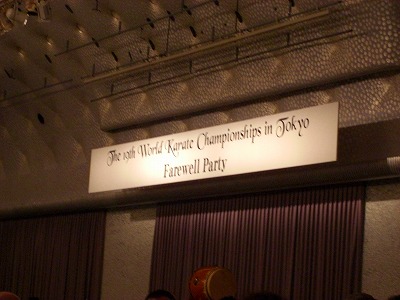 The 19th World Karate Championships in Tokyo
Farewell Party